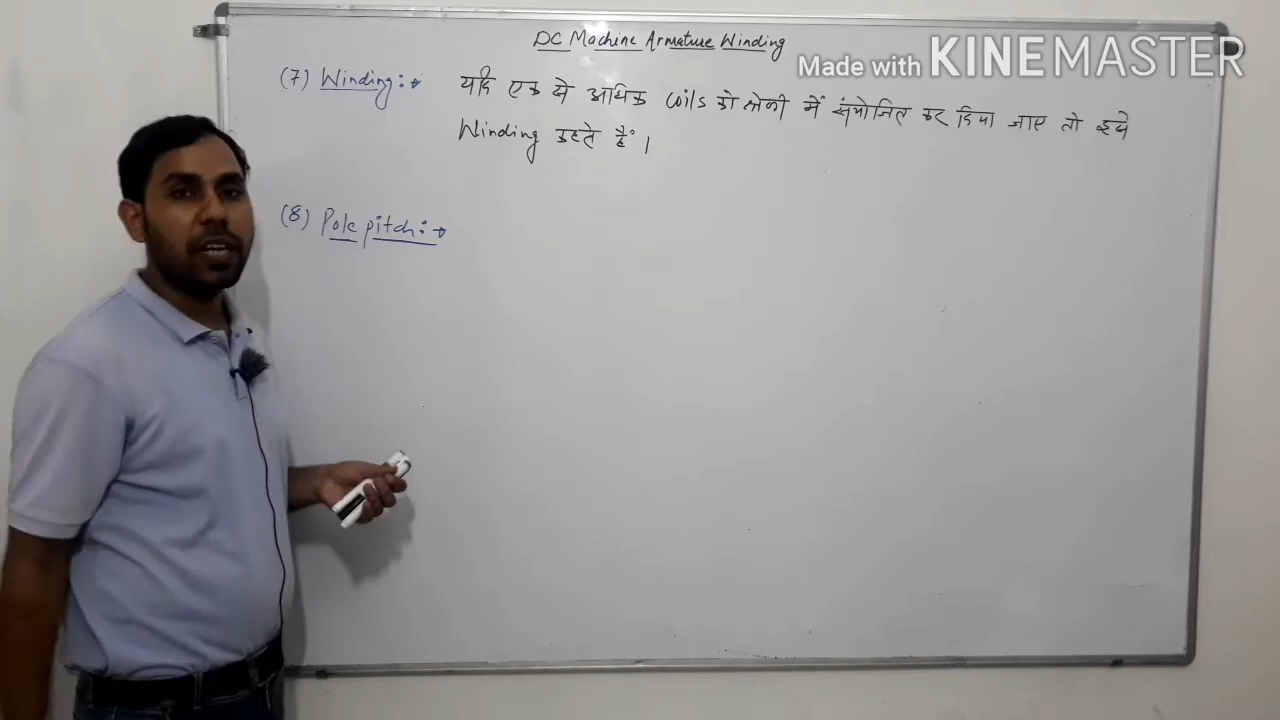 DC Machine Armature Winding
Made with KINEMASTER
(7) Winding:→ यदि एक से अधिक coils को श्रेणी में संयोजित कर दिया जाए तो इसे
Winding कहते हैं।
(8) Pole pitch:→